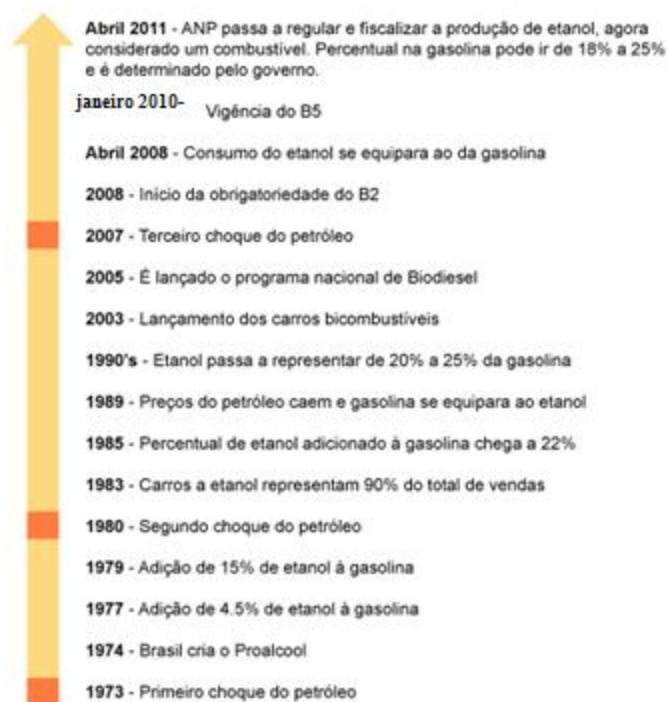 Abril 2011 - ANP passa a regular e fiscalizar a produção de etanol, agora
considerado um combustível. Percentual na gasolina pode ir de 18% a 25%
e é determinado pelo governo.
janeiro 2010- Vigência do B5
Abril 2008 - Consumo do etanol se equipara ao da gasolina
2008 - Início da obrigatoriedade do B2
2007 - Terceiro choque do petróleo
2005 - É lançado o programa nacional de Biodiesel
2003 - Lançamento dos carros bicombustíveis
1990's - Etanol passa a representar de 20% a 25% da gasolina
1989 - Preços do petróleo caem e gasolina se equipara ao etanol
1985 - Percentual de etanol adicionado à gasolina chega a 22%
1983 - Carros a etanol representam 90% do total de vendas
1980 - Segundo choque do petróleo
1979 - Adição de 15% de etanol à gasolina
1977 - Adição de 4.5% de etanol à gasolina
1974 - Brasil cria o Proalcool
1973 - Primeiro choque do petróleo